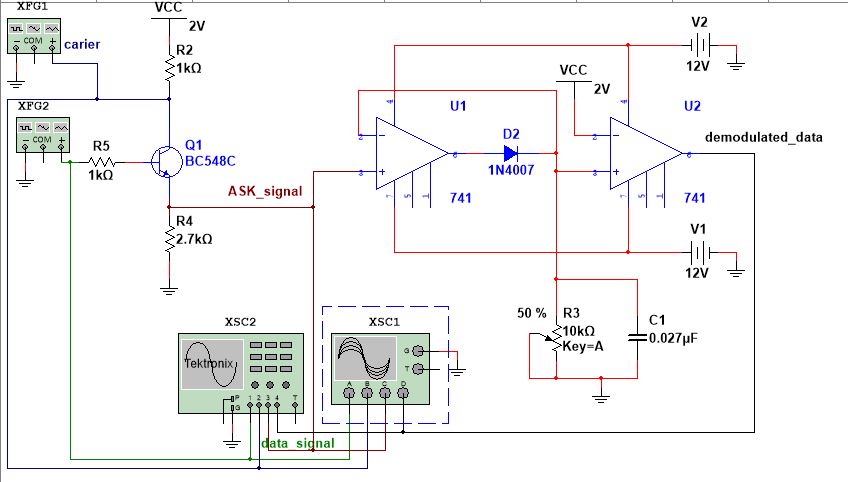 XFG1
COM
carier
VCC
2V
R2
1kΩ
XFG2
COM
R5
1kΩ
Q1
BC548C
ASK_signal
R4
2.7kΩ
U1
4
2
3
6
7 5 1
741
D2
1N4007
VCC
2V
U2
4
2
3
6
7 5 1
741
V2
12V
demodulated_data
V1
12V
50 %
R3
10kΩ
Key=A
C1
0.027µF
XSC2
Tektronix
P
G
1 2 3 4 T
XSC1
G
T
A B C D
data_signal